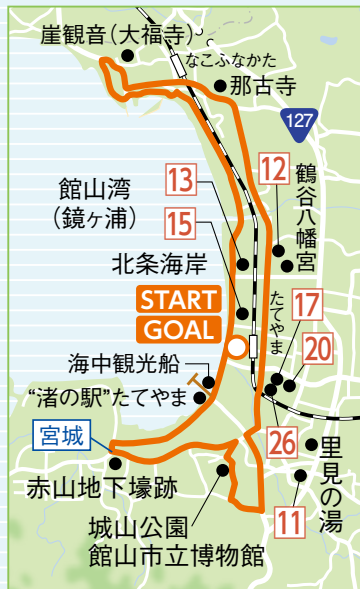 崖観音(大福寺)
なこふなかた
那古寺
127
館山湾
(鏡ヶ浦)
13
12
鶴谷八幡宮
15
北条海岸
START
GOAL
たてやま
17
20
海中観光船
“渚の駅”たてやま
26
宮城
里見の湯
赤山地下壕跡
11
城山公園
館山市立博物館